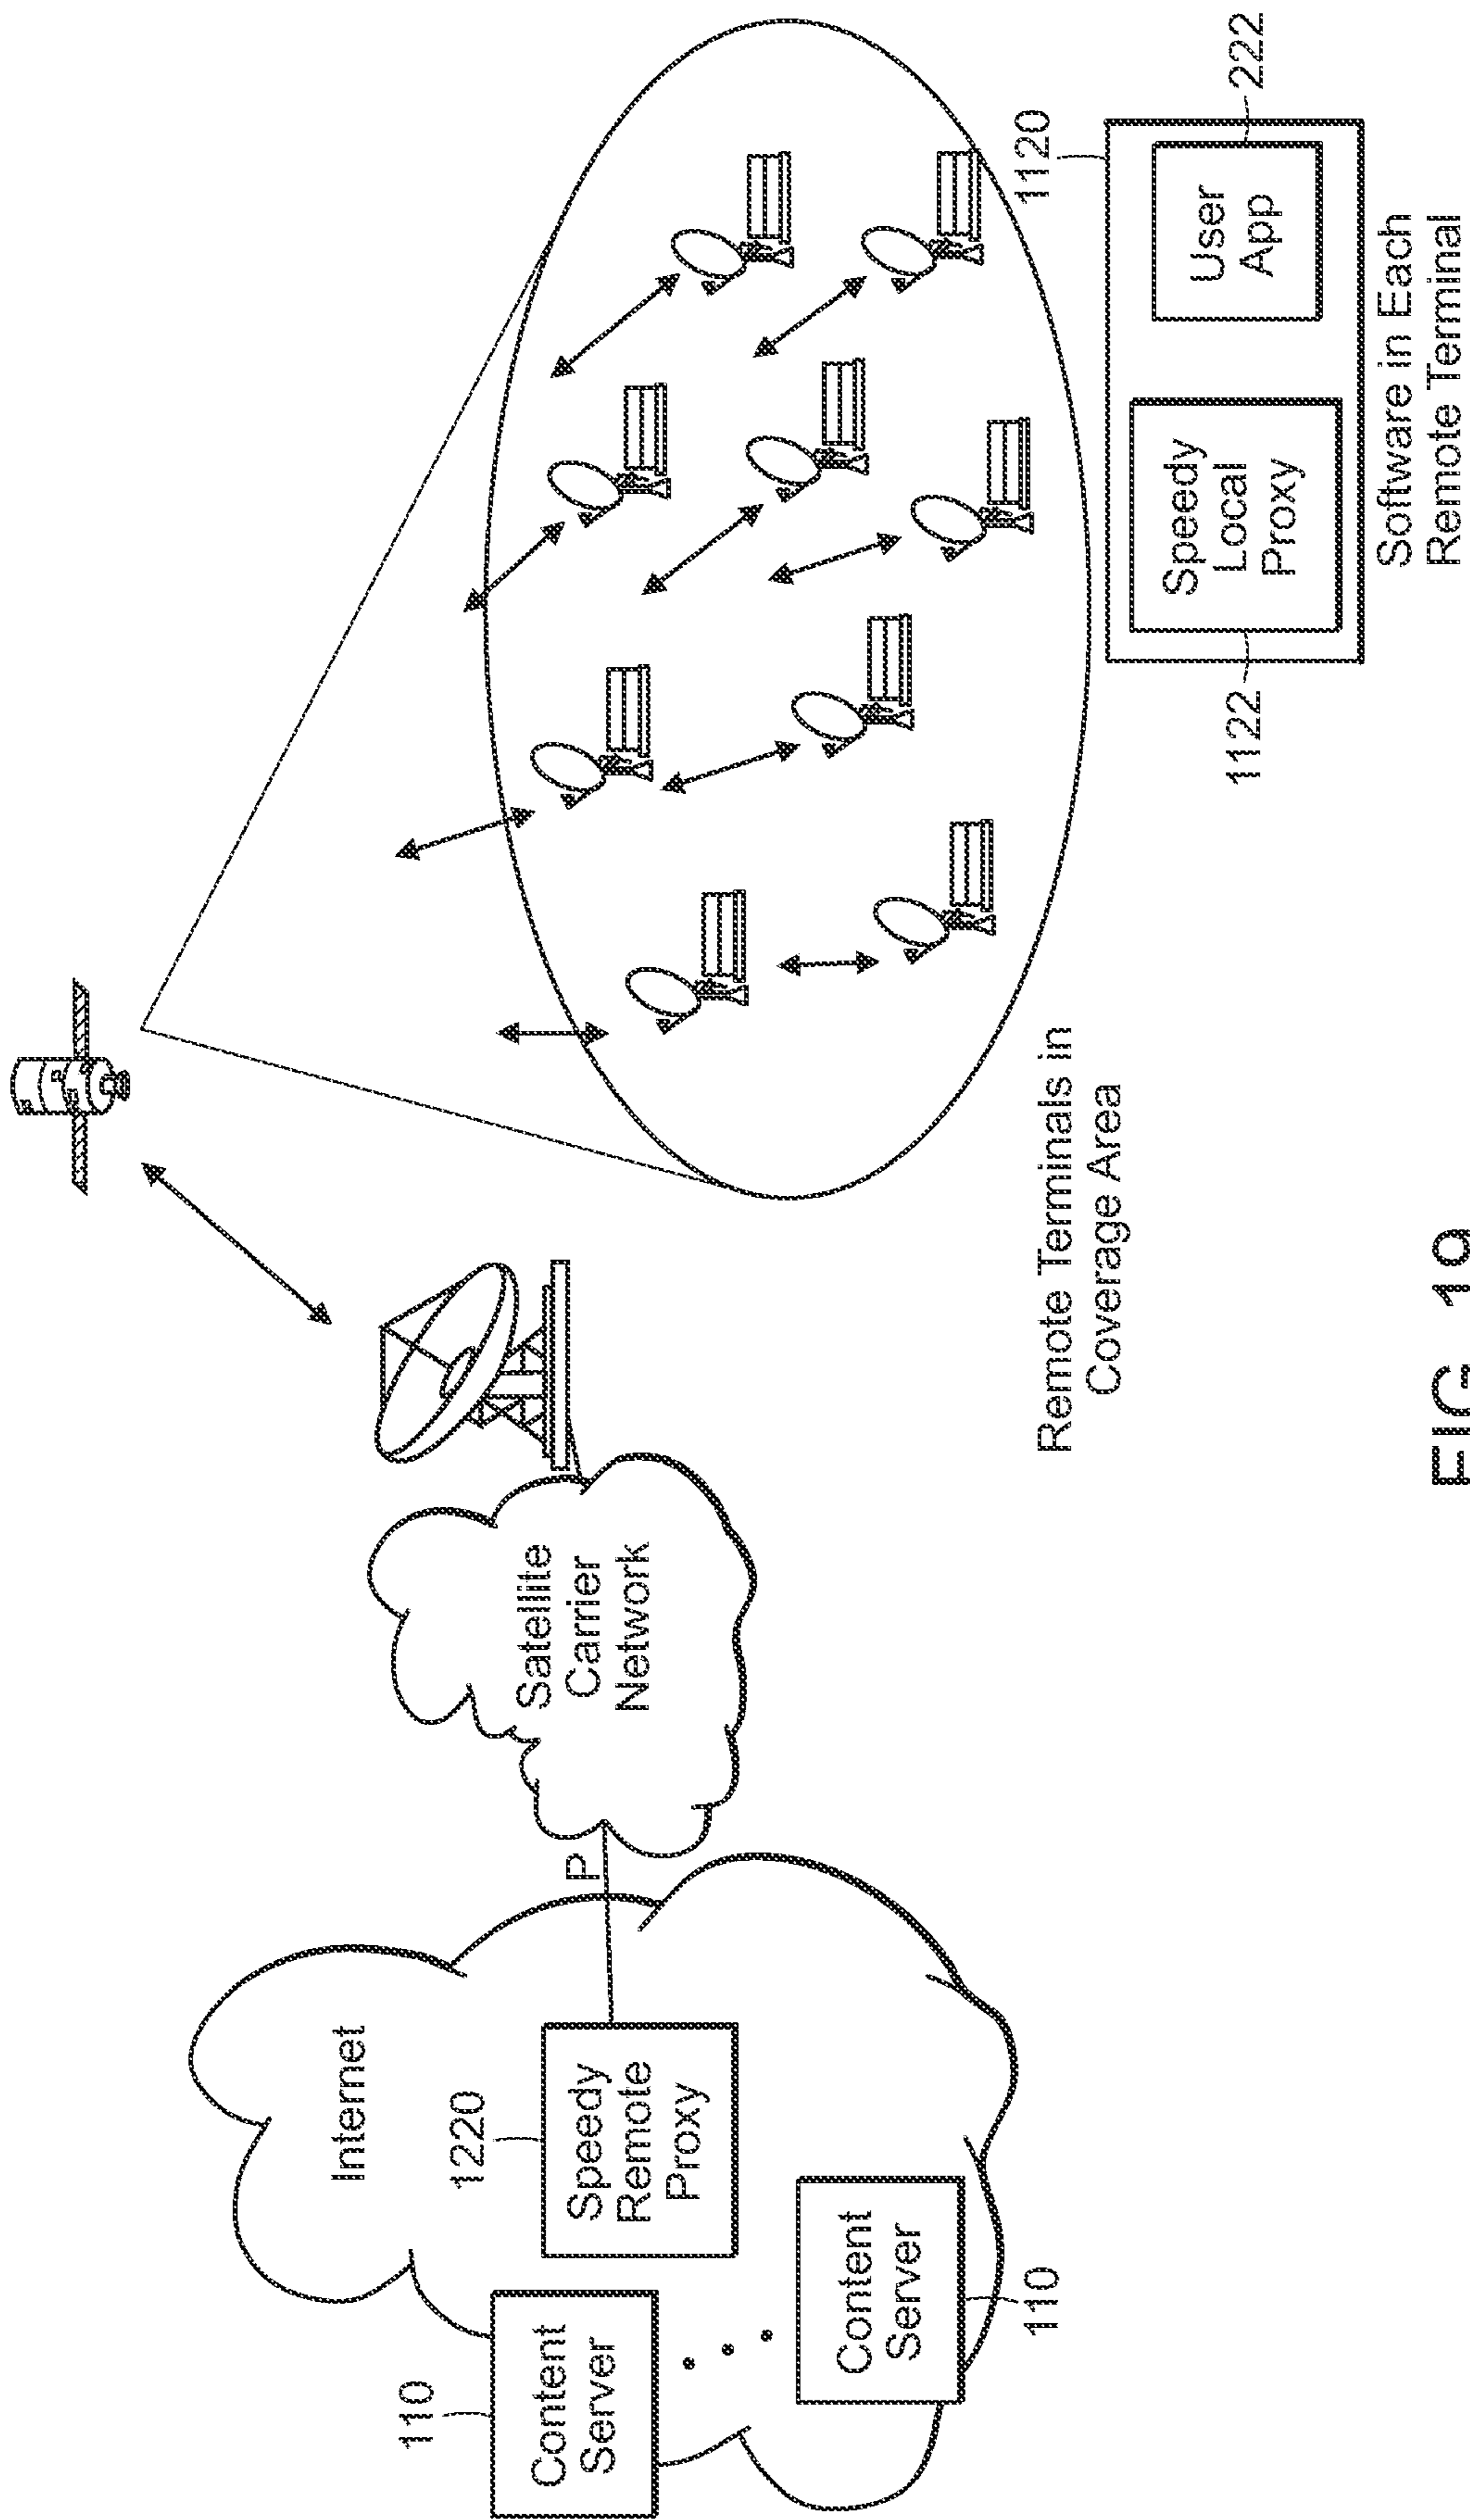 Internet
110
Content
Server
1220
Speedy
Remote
Proxy
Content
Server
110
P
Satellite
Carrier
Network
Remote Terminals in
Coverage Area
1120
Speedy
Local
Proxy
User
App
1122
222
Software in Each
Remote Terminal
FIG. 19